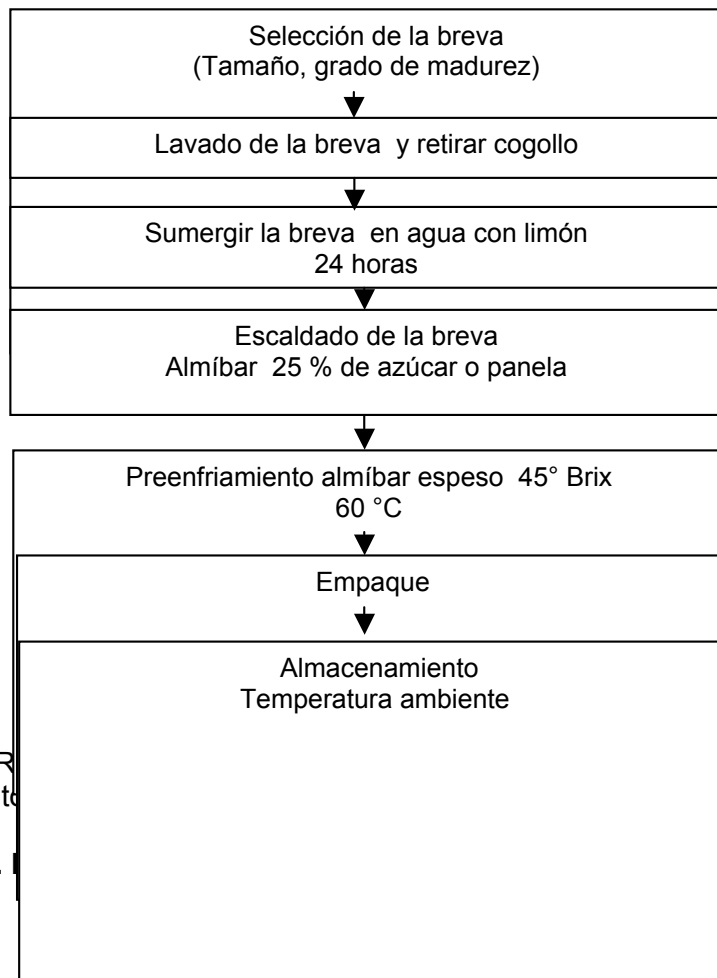 Selección de la breva
(Tamaño, grado de madurez)
Lavado de la breva y retirar cogollo
Sumergir la breva en agua con limón
24 horas
Escaldado de la breva
Almíbar 25 % de azúcar o panela
Preenfriamiento almíbar espeso 45° Brix
60 °C
Empaque
Almacenamiento
Temperatura ambiente